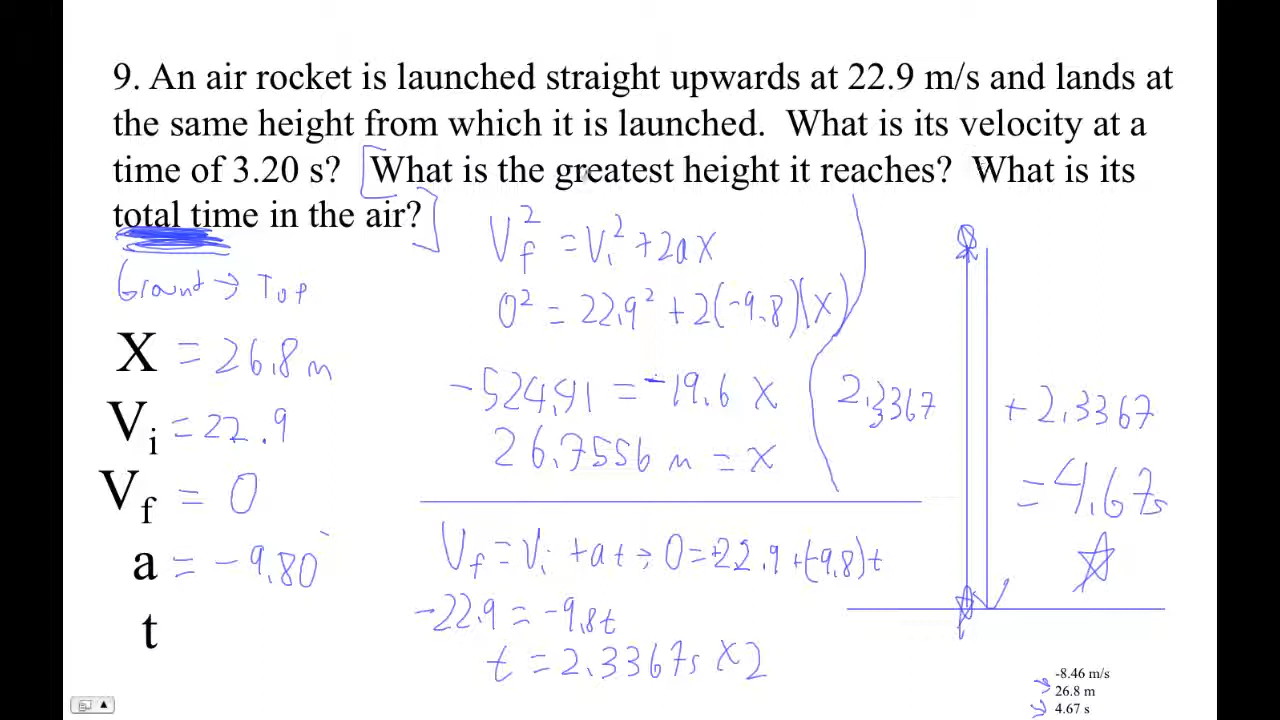 9. An air rocket is launched straight upwards at 22.9 m/s and lands at
the same height from which it is launched. What is its velocity at a
time of 3.20 s? [What is the greatest height it reaches? What is its
total time in the air?]
Ground → Top
X = 26.8 m
Vi = 22.9
Vf = 0
a = -9.80
t
Vf² = Vi² + 2aX
0² = 22.9² + 2(-9.8)(X)
-524.41 = -19.6 X
26.7556 m = X
Vf = Vi + at → 0 = +22.9 + (-9.8)t
-22.9 = -9.8t
t = 2.3367s X 2
2.3367
+ 2.3367
= 4.67s
-8.46 m/s
26.8 m
4.67 s